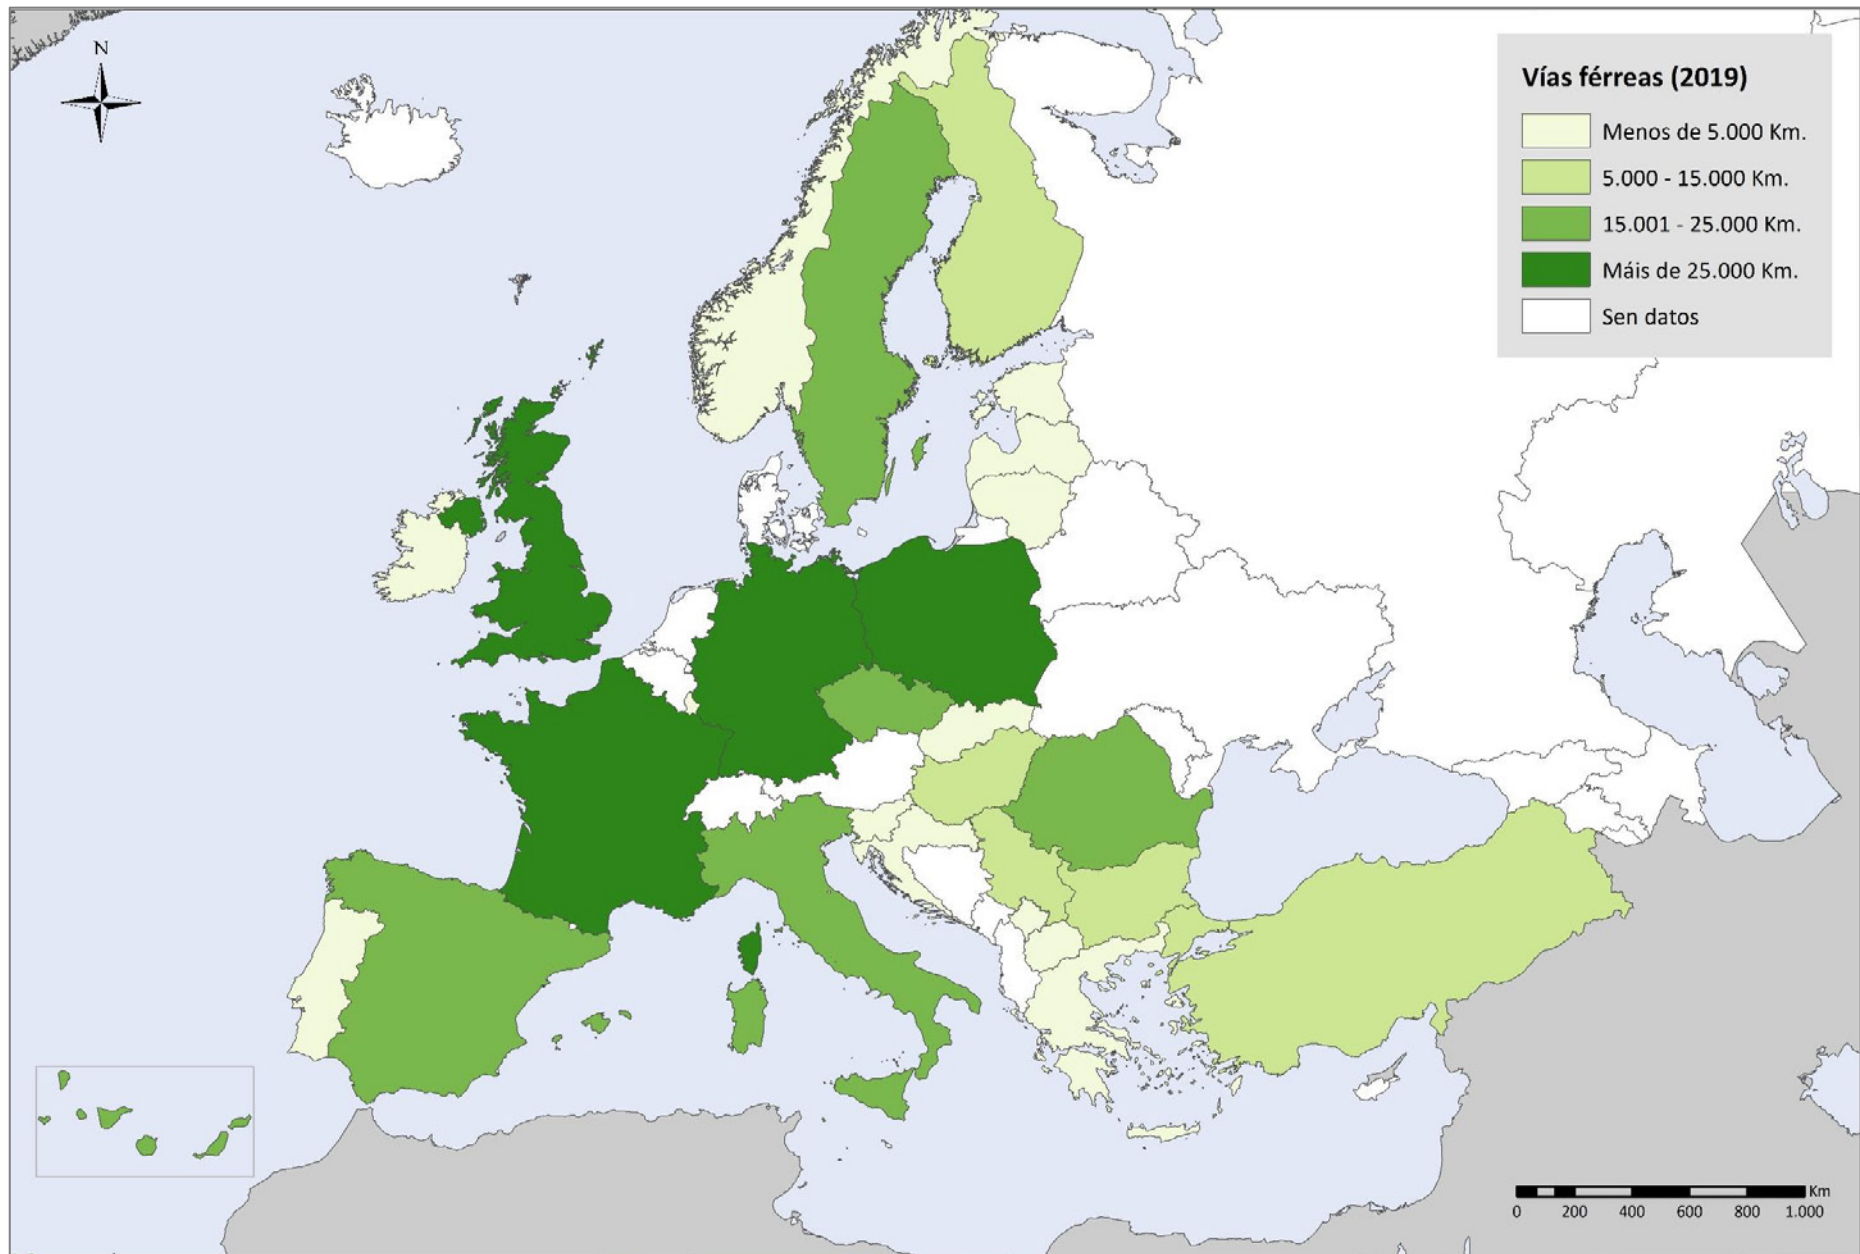 N
Vías férreas (2019)
Menos de 5.000 Km.
5.000 - 15.000 Km.
15.001 - 25.000 Km.
Máis de 25.000 Km.
Sen datos
Km
0 200 400 600 800 1.000